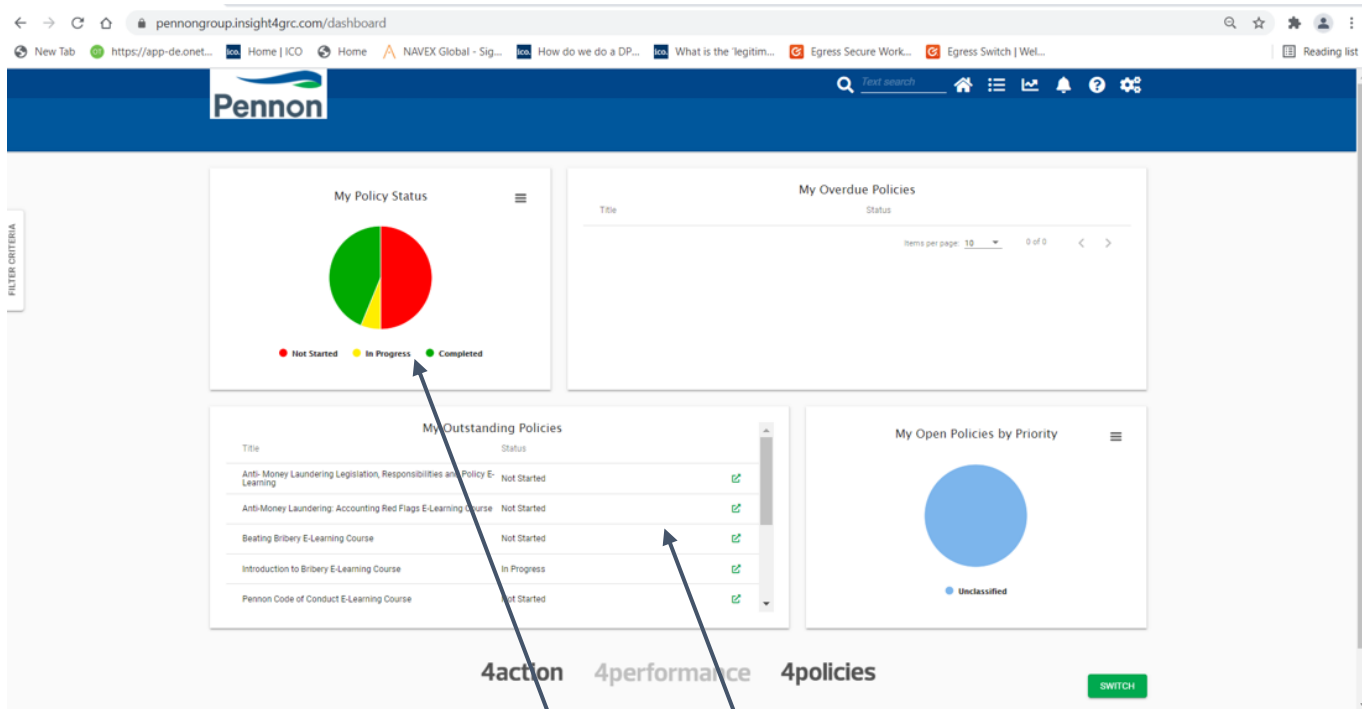 pennongroup.insight4grc.com/dashboard
New Tab https://app-de.onet... ico. Home | ICO Home NAVEX Global - Sig... ico. How do we do a DP... ico. What is the 'legitim... Egress Secure Work... Egress Switch | Wel... Reading list
Pennon
Text search
FILTER CRITERIA
My Policy Status
Not Started In Progress Completed
My Overdue Policies
Title Status
Items per page: 10 0 of 0
My Outstanding Policies
Title Status
Anti- Money Laundering Legislation, Responsibilities and Policy E-
Learning Not Started
Anti-Money Laundering: Accounting Red Flags E-Learning Course Not Started
Beating Bribery E-Learning Course Not Started
Introduction to Bribery E-Learning Course In Progress
Pennon Code of Conduct E-Learning Course Not Started
My Open Policies by Priority
Unclassified
4action 4performance 4policies
SWITCH